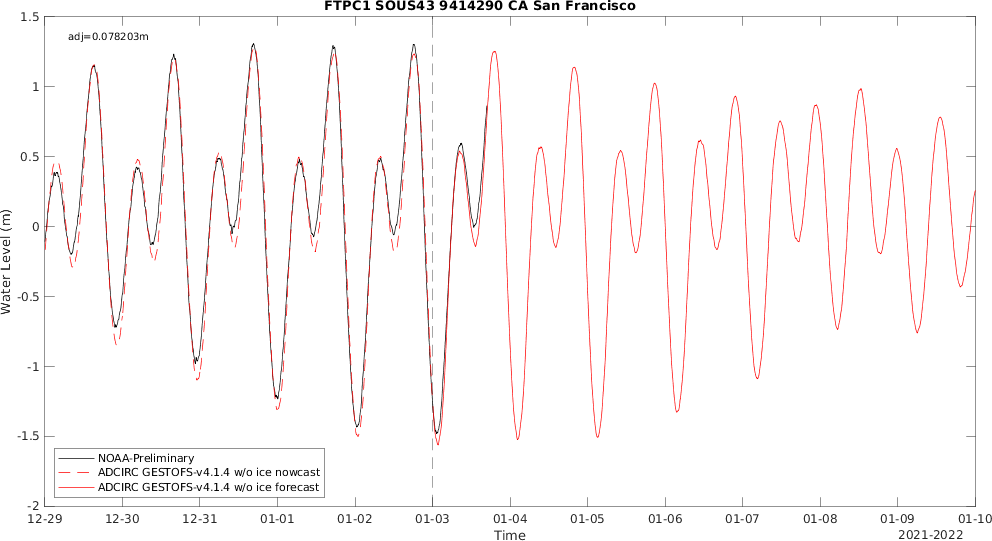 FTPC1 SOUS43 9414290 CA San Francisco
adj=0.078203m
1.5
1
0.5
0
-0.5
-1
-1.5
-2
Water Level (m)
NOAA-Preliminary
ADCIRC GESTOFS-v4.1.4 w/o ice nowcast
ADCIRC GESTOFS-v4.1.4 w/o ice forecast
12-29 12-30 12-31 01-01 01-02 01-03 01-04 01-05 01-06 01-07 01-08 01-09 01-10
Time
2021-2022